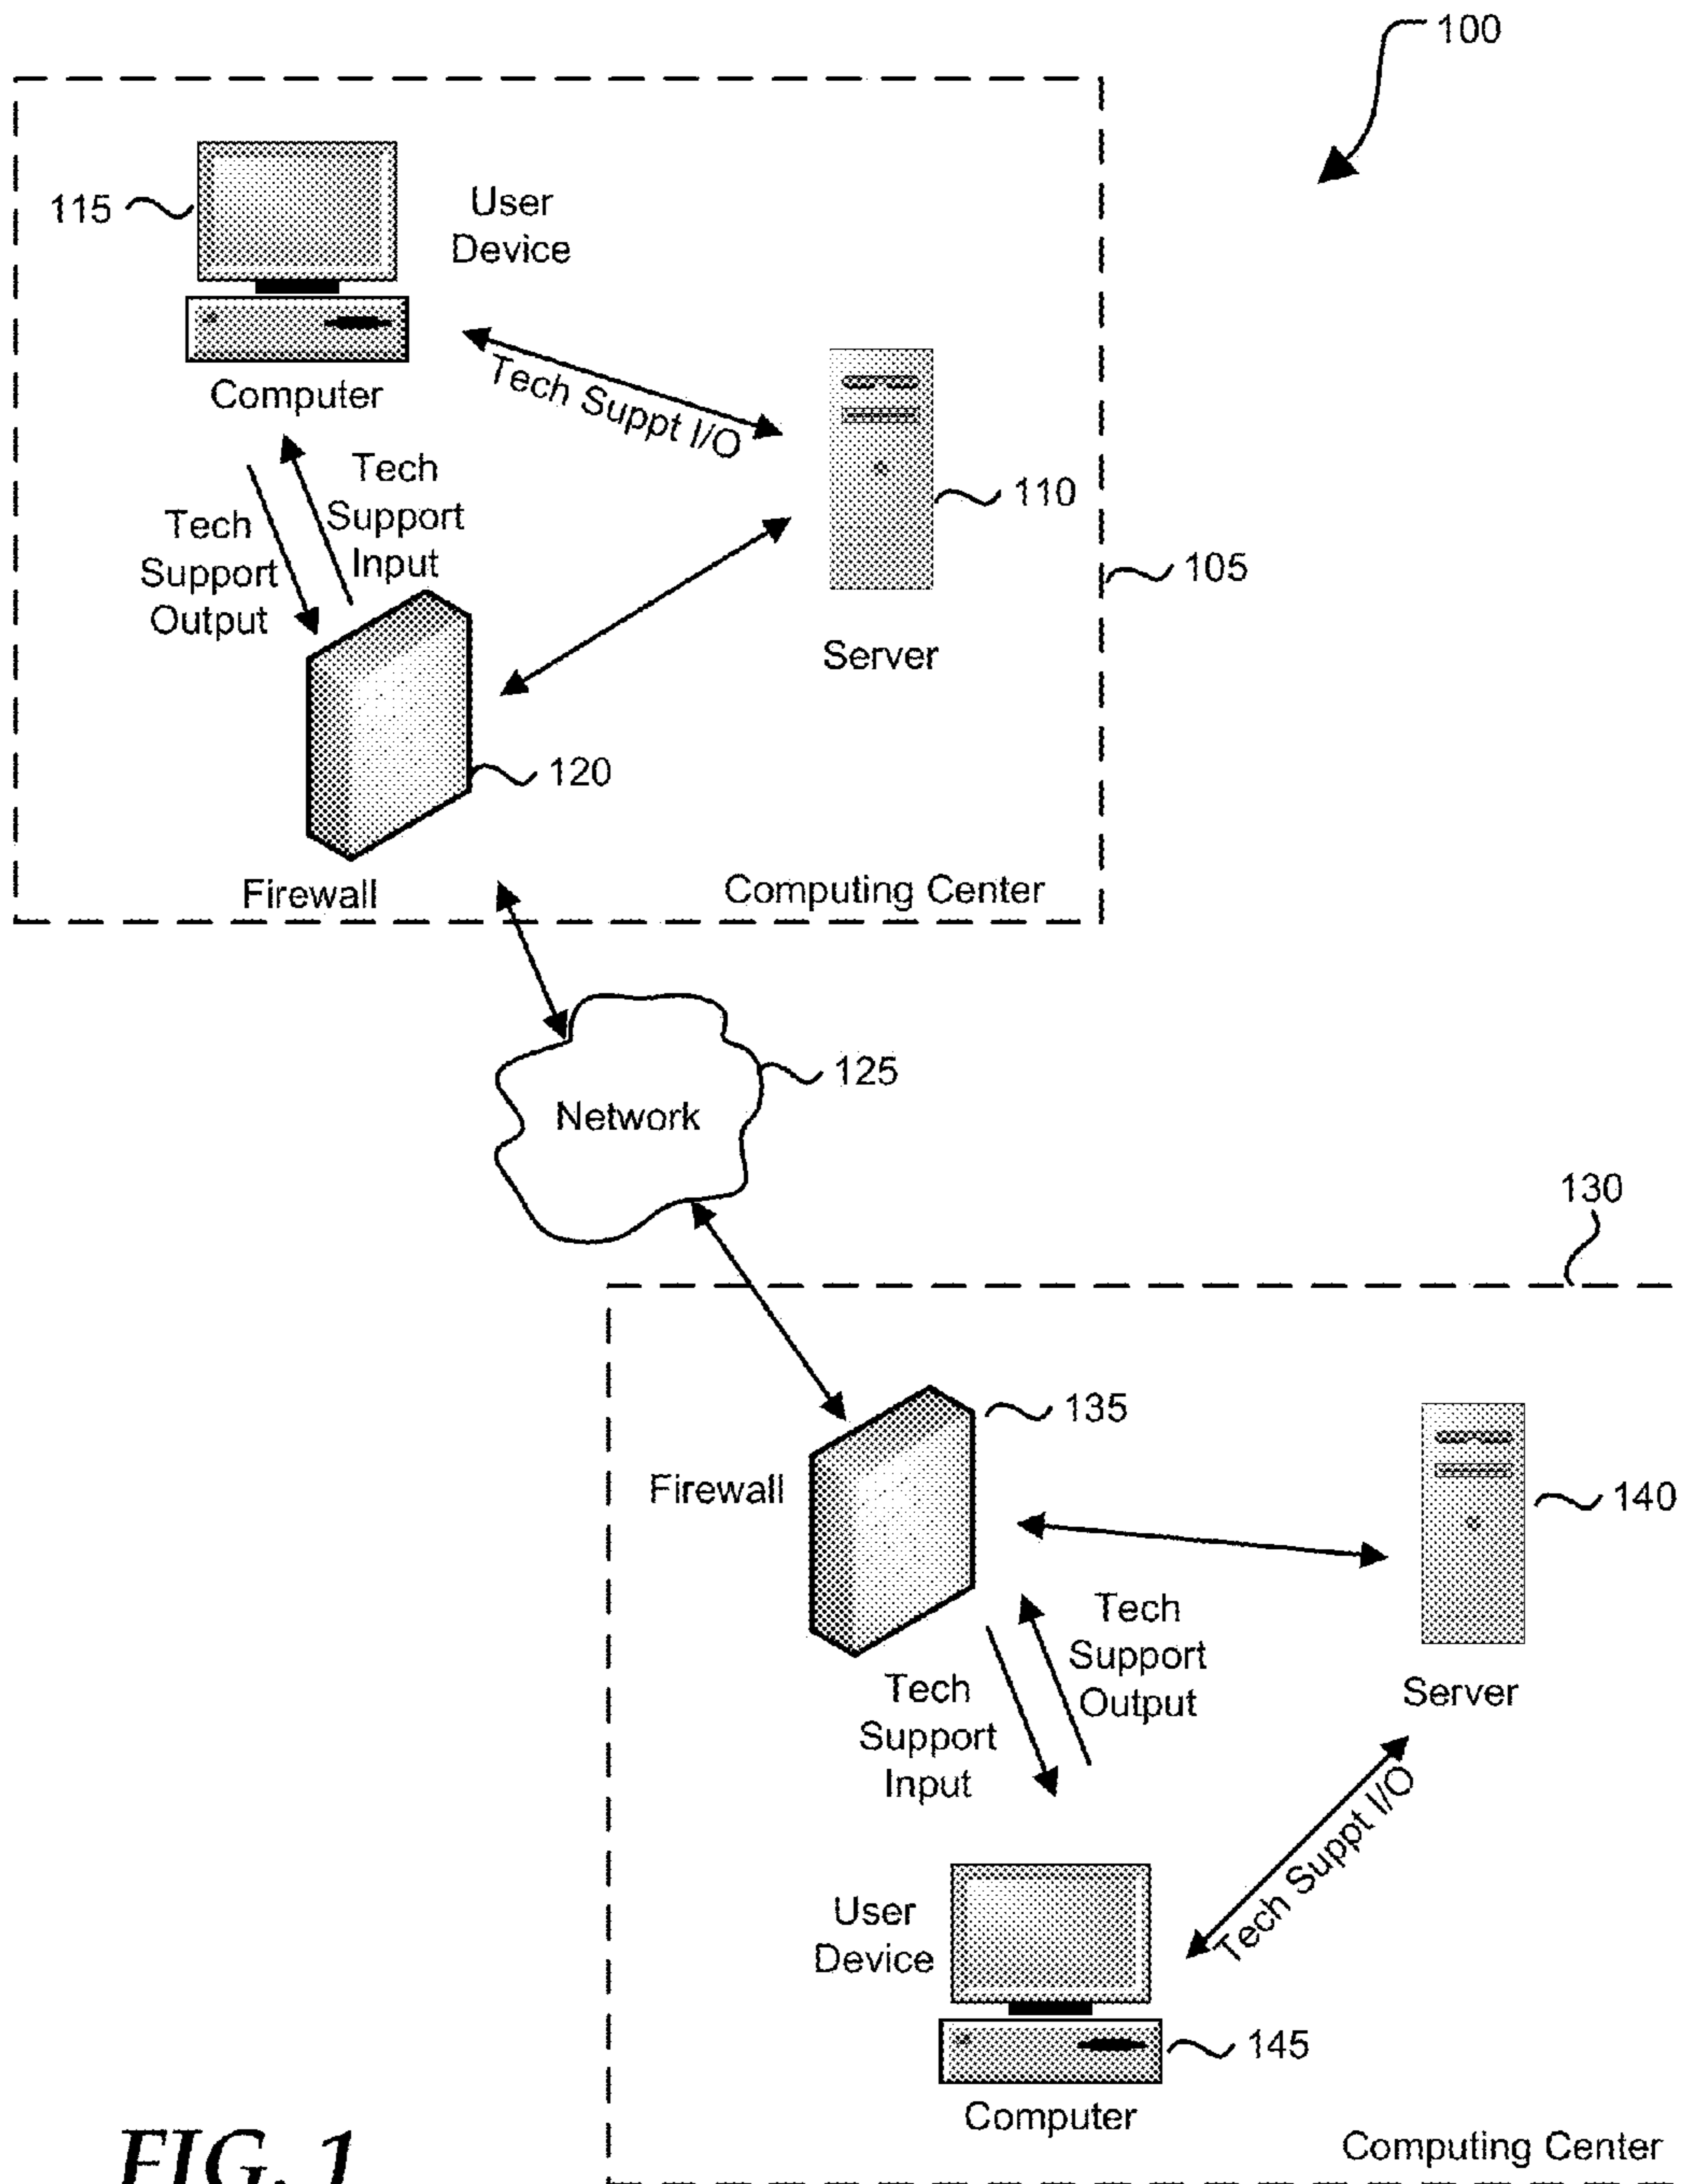 100
115
User
Device
Computer
Tech Suppt I/O
110
Server
105
Tech
Support
Input
Tech
Support
Output
120
Firewall
Computing Center
Network
125
130
135
Firewall
140
Server
Tech
Support
Output
Tech
Support
Input
Tech Suppt I/O
User
Device
145
Computer
Computing Center
FIG. 1